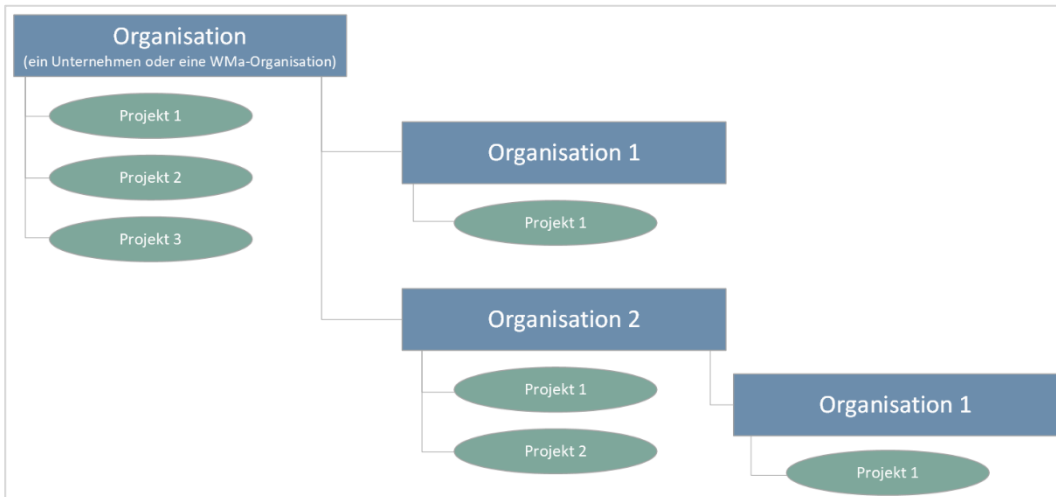 Organisation
(ein Unternehmen oder eine WMa-Organisation)
Projekt 1
Projekt 2
Projekt 3
Organisation 1
Projekt 1
Organisation 2
Projekt 1
Projekt 2
Organisation 1
Projekt 1